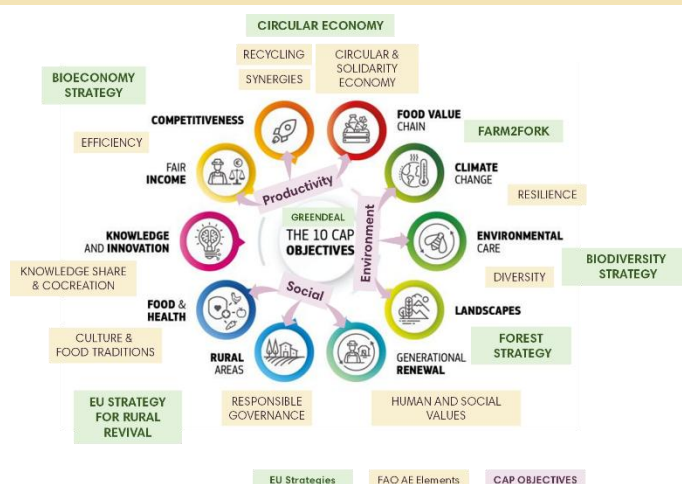 CIRCULAR ECONOMY
RECYCLING
SYNERGIES
CIRCULAR &
SOLIDARITY
ECONOMY
BIOECONOMY
STRATEGY
COMPETITIVENESS
FOOD VALUE
CHAIN
FARM2FORK
EFFICIENCY
FAIR
INCOME
Productivity
CLIMATE
CHANGE
RESILIENCE
GREENDEAL
THE 10 CAP
OBJECTIVES
Environment
KNOWLEDGE
AND INNOVATION
ENVIRONMENTAL
CARE
BIODIVERSITY
STRATEGY
KNOWLEDGE SHARE
& COCREATION
DIVERSITY
Social
FOOD &
HEALTH
LANDSCAPES
CULTURE &
FOOD TRADITIONS
RURAL
AREAS
GENERATIONAL
RENEWAL
FOREST
STRATEGY
EU STRATEGY
FOR RURAL
REVIVAL
RESPONSIBLE
GOVERNANCE
HUMAN AND SOCIAL
VALUES
EU Strategies
FAO AE Elements
CAP OBJECTIVES